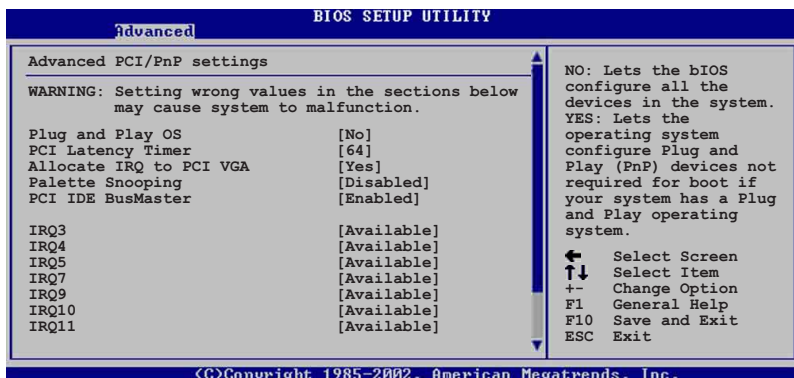 BIOS SETUP UTILITY
Advanced
Advanced PCI/PnP settings
WARNING: Setting wrong values in the sections below
may cause system to malfunction.
Plug and Play OS [No]
PCI Latency Timer [64]
Allocate IRQ to PCI VGA [Yes]
Palette Snooping [Disabled]
PCI IDE BusMaster [Enabled]
IRQ3 [Available]
IRQ4 [Available]
IRQ5 [Available]
IRQ7 [Available]
IRQ9 [Available]
IRQ10 [Available]
IRQ11 [Available]
NO: Lets the bIOS
configure all the
devices in the system.
YES: Lets the
operating system
configure Plug and
Play (PnP) devices not
required for boot if
your system has a Plug
and Play operating
system.
← Select Screen
↑↓ Select Item
+- Change Option
F1 General Help
F10 Save and Exit
ESC Exit
(C)Copyright 1985-2002, American Megatrends, Inc.